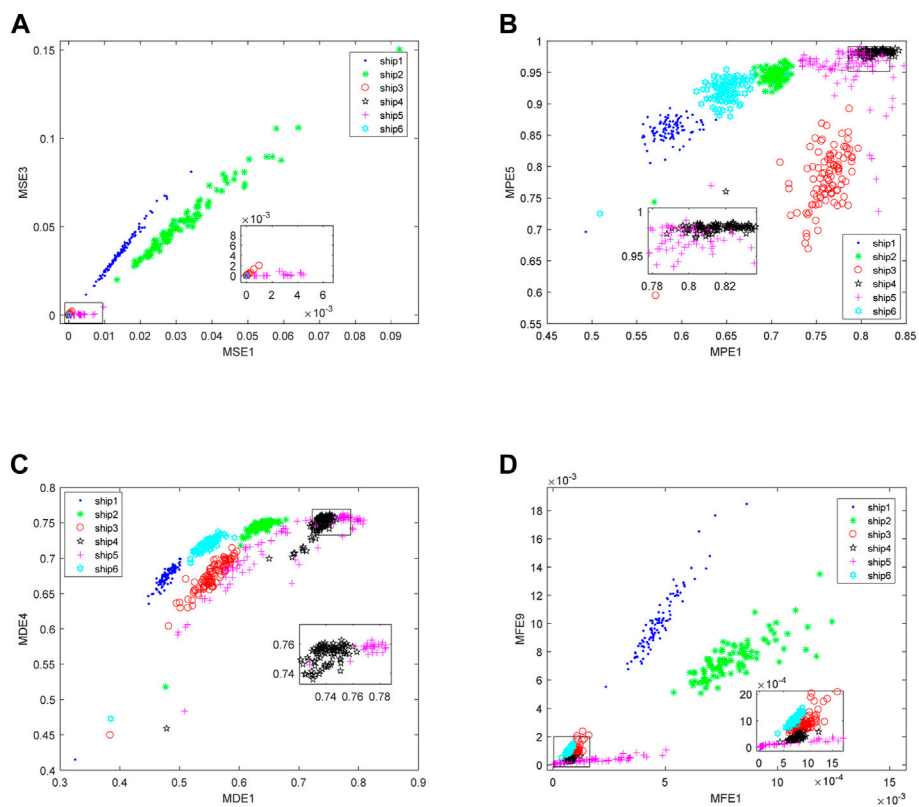 A
0.15
0.1
0.05
0
MSE3
ship1
ship2
ship3
ship4
ship5
ship6
× 10⁻³
8
6
4
2
0
0 2 4 6
× 10⁻³
0 0.01 0.02 0.03 0.04 0.05 0.06 0.07 0.08 0.09 0.1
MSE1
B
1
0.95
0.9
0.85
0.8
0.75
0.7
0.65
0.6
0.55
MPE5
1
0.95
0.78 0.8 0.82
ship1
ship2
ship3
ship4
ship5
ship6
0.45 0.5 0.55 0.6 0.65 0.7 0.75 0.8 0.85
MPE1
C
0.8
0.75
0.7
0.65
0.6
0.55
0.5
0.45
0.4
MDE4
ship1
ship2
ship3
ship4
ship5
ship6
0.76
0.74
0.74 0.76 0.78
0.3 0.4 0.5 0.6 0.7 0.8 0.9
MDE1
D
× 10⁻³
18
16
14
12
10
8
6
4
2
0
MFE9
ship1
ship2
ship3
ship4
ship5
ship6
× 10⁻⁴
20
10
0
0 5 10 15
× 10⁻⁴
0 5 10 15
MFE1
× 10⁻³